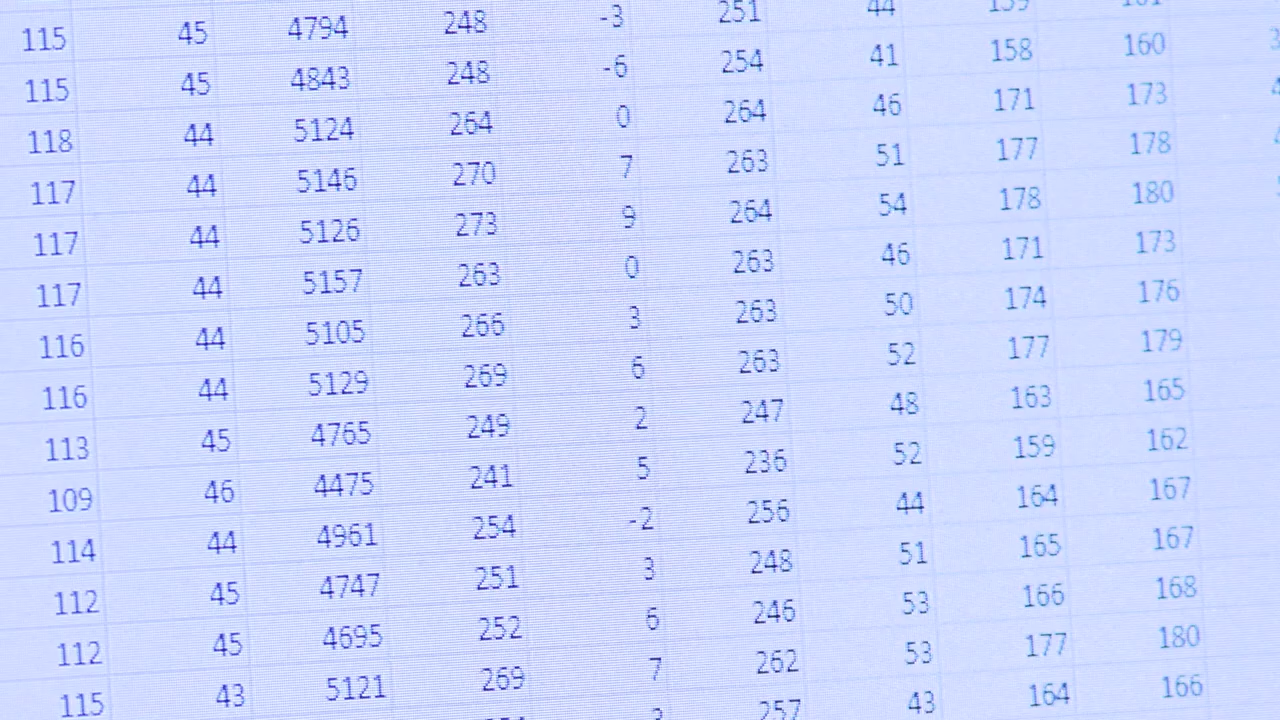 115 45 4794 248 -3 251 44
115 45 4843 248 -6 254 41 158 160
118 44 5124 264 0 264 46 171 173
117 44 5146 270 7 263 51 177 178
117 44 5126 273 9 264 54 178 180
117 44 5157 263 0 263 46 171 173
116 44 5105 266 3 263 50 174 176
116 44 5129 269 6 263 52 177 179
113 45 4765 249 2 247 48 163 165
109 46 4475 241 5 236 52 159 162
114 44 4961 254 -2 256 44 164 167
112 45 4747 251 3 248 51 165 167
112 45 4695 252 6 246 53 166 168
115 43 5121 269 7 262 53 177 180
257 43 164 166